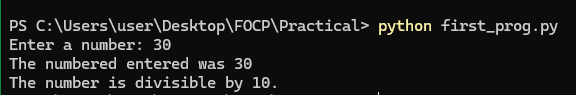 PS C:\Users\user\Desktop\FOCP\Practical> python first_prog.py
Enter a number: 30
The numbered entered was 30
The number is divisible by 10.